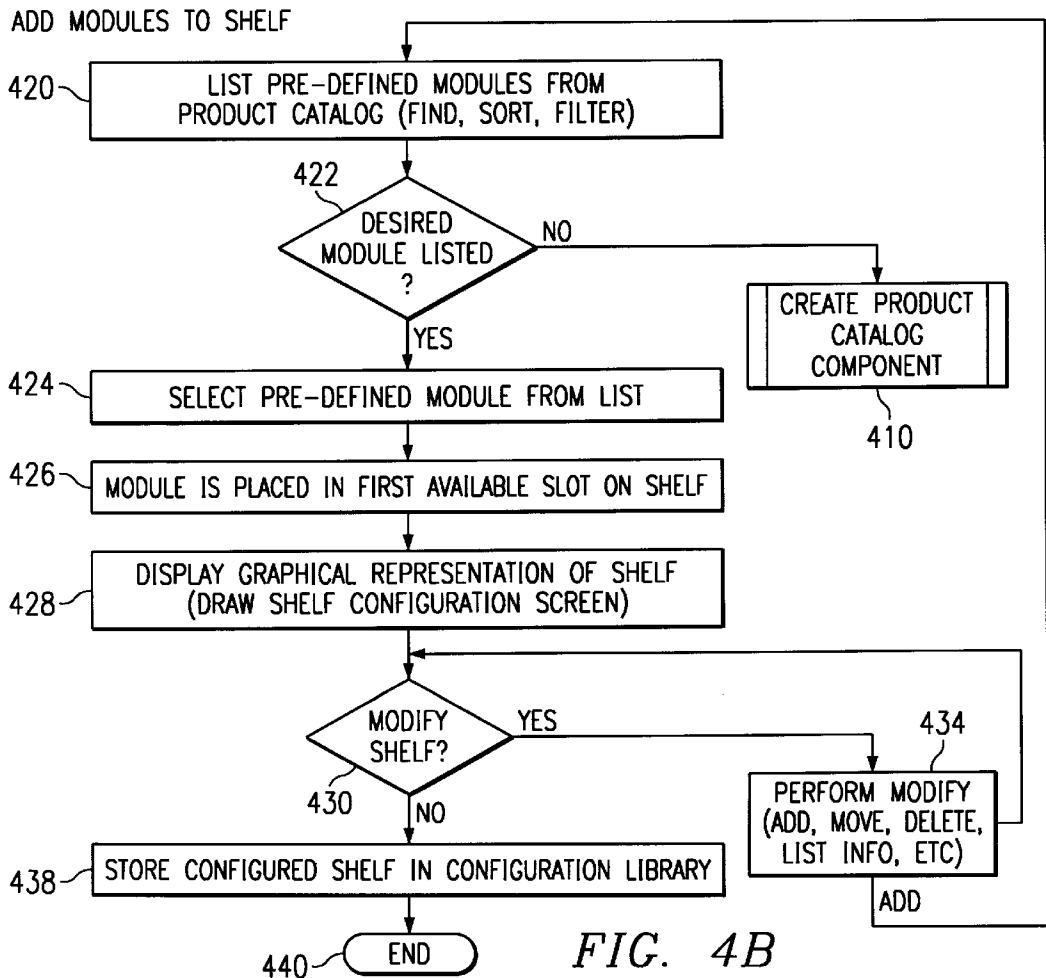 ADD MODULES TO SHELF
420
LIST PRE-DEFINED MODULES FROM
PRODUCT CATALOG (FIND, SORT, FILTER)
422
DESIRED
MODULE LISTED
?
NO
YES
CREATE PRODUCT
CATALOG
COMPONENT
410
424
SELECT PRE-DEFINED MODULE FROM LIST
426
MODULE IS PLACED IN FIRST AVAILABLE SLOT ON SHELF
428
DISPLAY GRAPHICAL REPRESENTATION OF SHELF
(DRAW SHELF CONFIGURATION SCREEN)
MODIFY
SHELF?
YES
430
NO
434
PERFORM MODIFY
(ADD, MOVE, DELETE,
LIST INFO, ETC)
ADD
438
STORE CONFIGURED SHELF IN CONFIGURATION LIBRARY
440
END
FIG. 4B